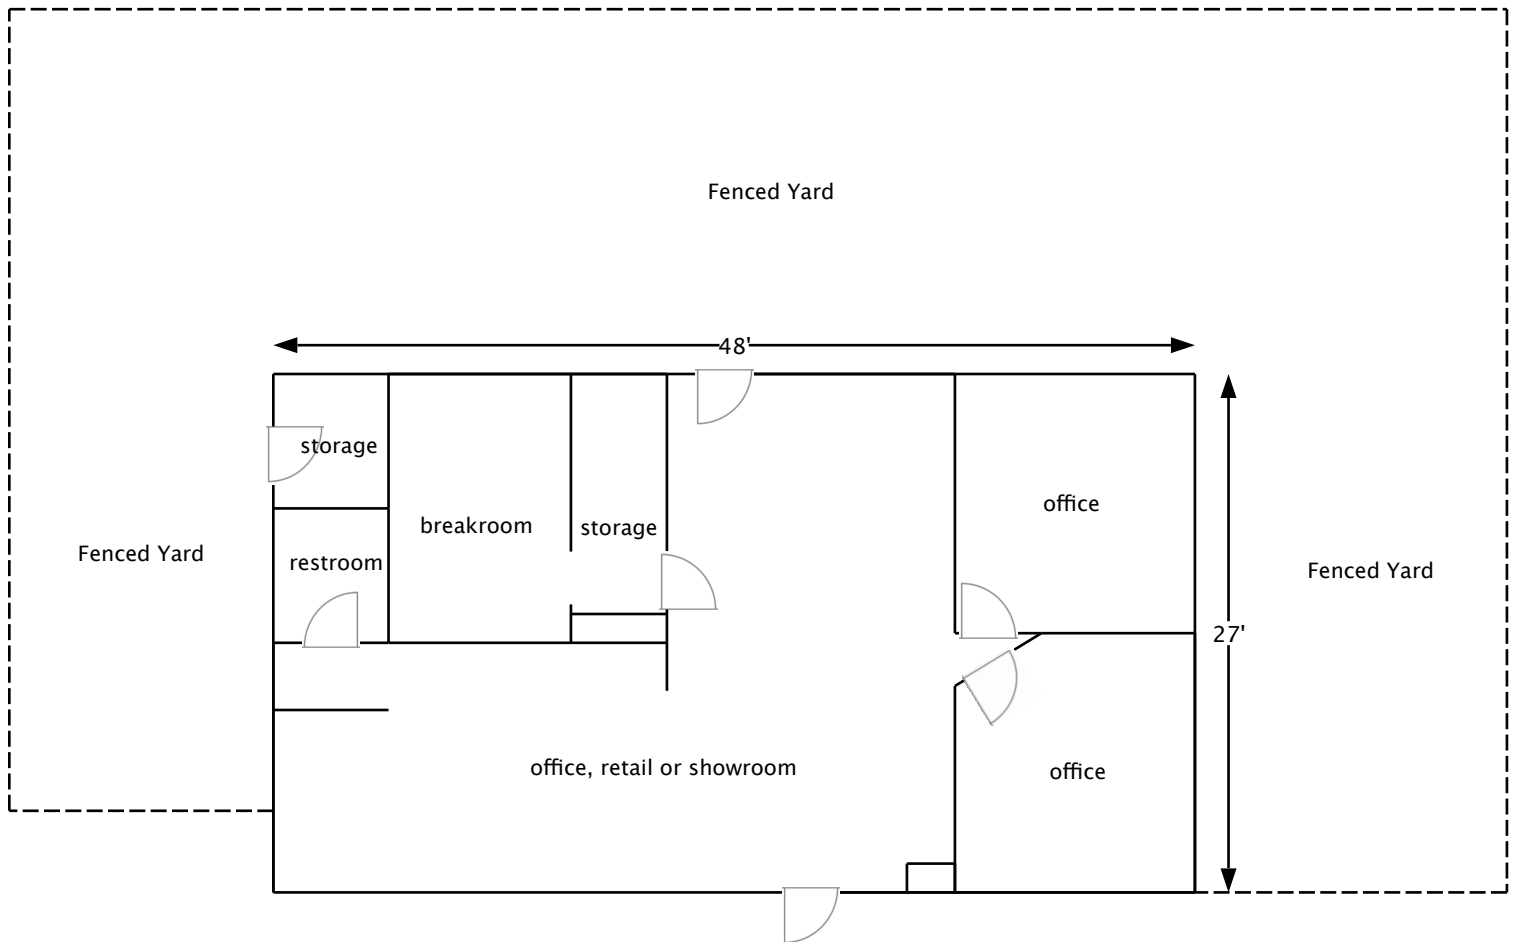 Fenced Yard
48'
storage
office
breakroom
storage
Fenced Yard
restroom
Fenced Yard
27'
office, retail or showroom
office